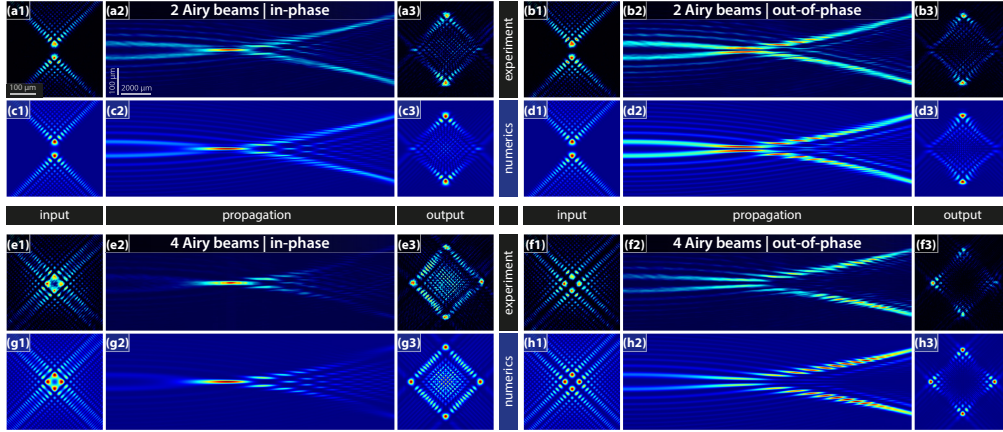 (a1) (a2) 2 Airy beams | in-phase (a3) experiment (b1) (b2) 2 Airy beams | out-of-phase (b3)
100 µm 100 µm 2000 µm
(c1) (c2) (c3) numerics (d1) (d2) (d3)
input propagation output input propagation output
(e1) (e2) 4 Airy beams | in-phase (e3) experiment (f1) (f2) 4 Airy beams | out-of-phase (f3)
(g1) (g2) (g3) numerics (h1) (h2) (h3)